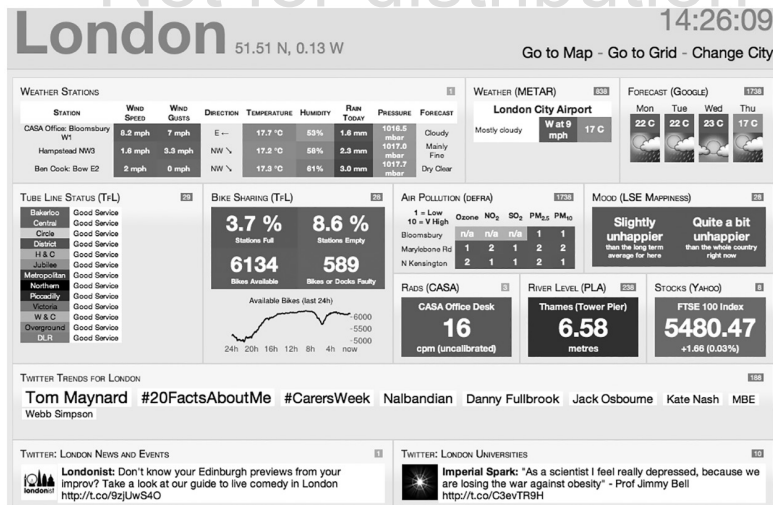 Not for distribution
London 51.51 N, 0.13 W
14:26:09
Go to Map - Go to Grid - Change City
WEATHER STATIONS 1
STATION WIND SPEED WIND GUSTS DIRECTION TEMPERATURE HUMIDITY RAIN TODAY PRESSURE FORECAST
CASA Office: Bloomsbury W1 8.2 mph 7 mph E ← 17.7 °C 53% 1.6 mm 1016.5 mbar Cloudy
Hampstead NW3 1.6 mph 3.3 mph NW ↘ 17.2 °C 58% 2.3 mm 1017.0 mbar Mainly Fine
Ben Cook: Bow E2 2 mph 0 mph NW ↘ 17.3 °C 61% 3.0 mm 1017.7 mbar Dry Clear
WEATHER (METAR) 838
London City Airport
Mostly cloudy W at 9 mph 17 C
FORECAST (GOOGLE) 1738
Mon Tue Wed Thu
22 C 22 C 23 C 17 C
TUBE LINE STATUS (TFL) 29
Bakerloo Good Service
Central Good Service
Circle Good Service
District Good Service
H & C Good Service
Jubilee Good Service
Metropolitan Good Service
Northern Good Service
Piccadilly Good Service
Victoria Good Service
W & C Good Service
Overground Good Service
DLR Good Service
BIKE SHARING (TFL) 28
3.7 % 8.6 %
Stations Full Stations Empty
6134 589
Bikes Available Bikes or Docks Faulty
Available Bikes (last 24h)
6000
5500
5000
24h 20h 16h 12h 8h 4h now
AIR POLLUTION (DEFRA) 1738
1 = Low
10 = V High Ozone NO2 SO2 PM2.5 PM10
Bloomsbury n/a n/a n/a 1 1
Marylebone Rd 1 2 1 2 2
N Kensington 2 1 1 2 2
MOOD (LSE MAPPINESS) 28
Slightly unhappier
than the long term average for here
Quite a bit unhappier
than the whole country right now
RADS (CASA) 3
CASA Office Desk
16
cpm (uncalibrated)
RIVER LEVEL (PLA) 238
Thames (Tower Pier)
6.58
metres
STOCKS (YAHOO) 8
FTSE 100 Index
5480.47
+1.66 (0.03%)
TWITTER TRENDS FOR LONDON 168
Tom Maynard #20FactsAboutMe #CarersWeek Nalbandian Danny Fullbrook Jack Osbourne Kate Nash MBE
Webb Simpson
TWITTER: LONDON NEWS AND EVENTS 1
londonist
Londonist: Don't know your Edinburgh previews from your
improv? Take a look at our guide to live comedy in London
http://t.co/9zjUwS4O
TWITTER: LONDON UNIVERSITIES 10
Imperial Spark: "As a scientist I feel really depressed, because we
are losing the war against obesity" - Prof Jimmy Bell
http://t.co/C3evTR9H